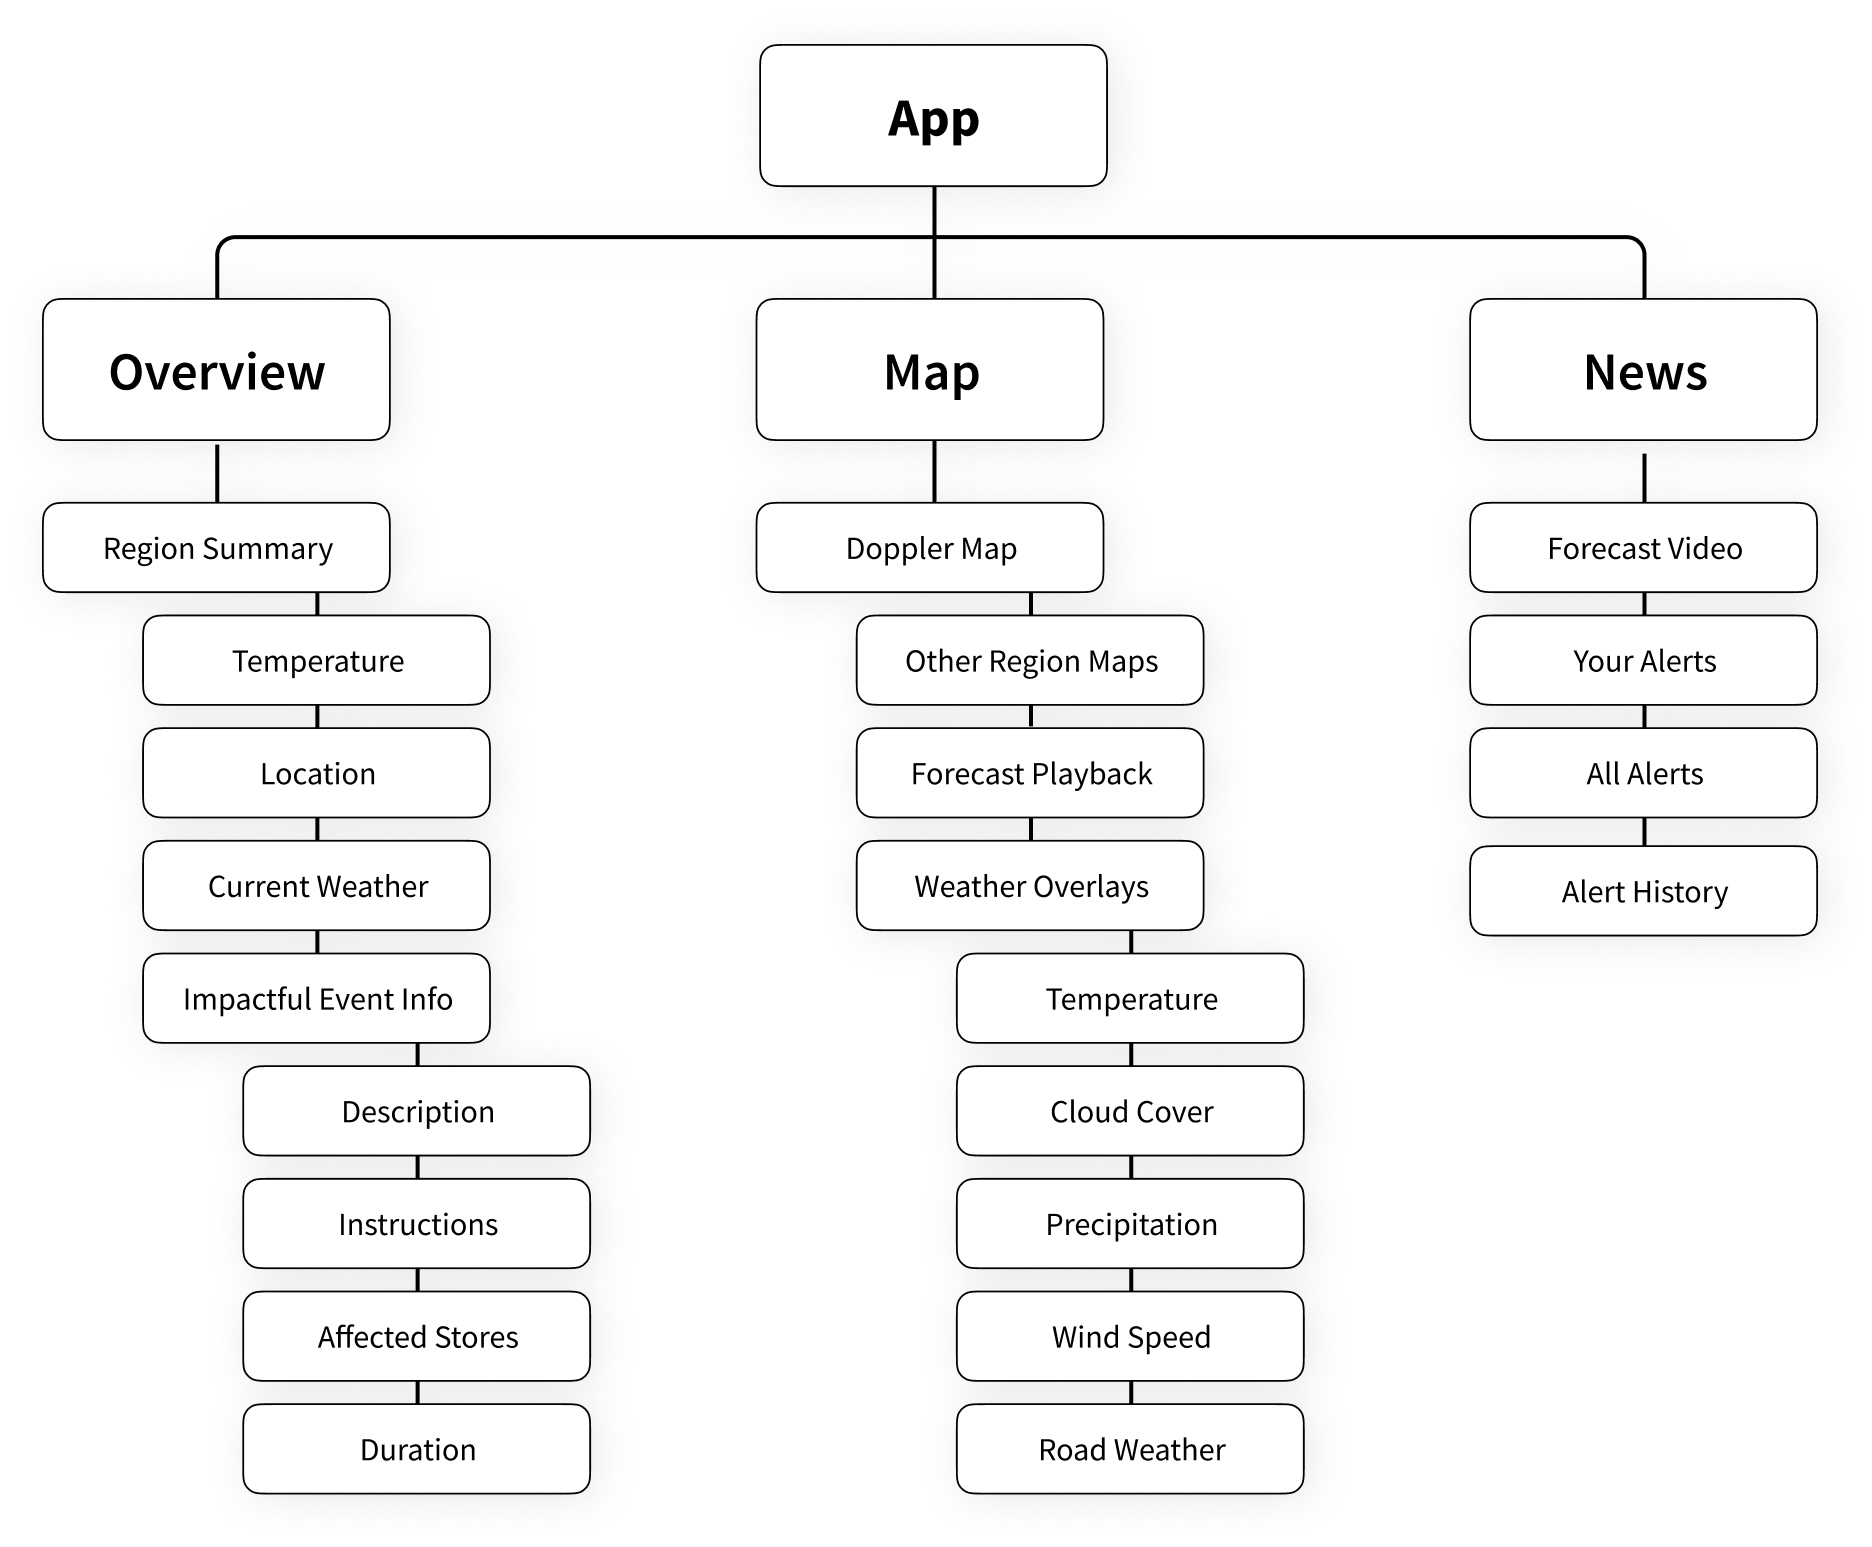 App
Overview
Map
News
Region Summary
Temperature
Location
Current Weather
Impactful Event Info
Description
Instructions
Affected Stores
Duration
Doppler Map
Other Region Maps
Forecast Playback
Weather Overlays
Temperature
Cloud Cover
Precipitation
Wind Speed
Road Weather
Forecast Video
Your Alerts
All Alerts
Alert History